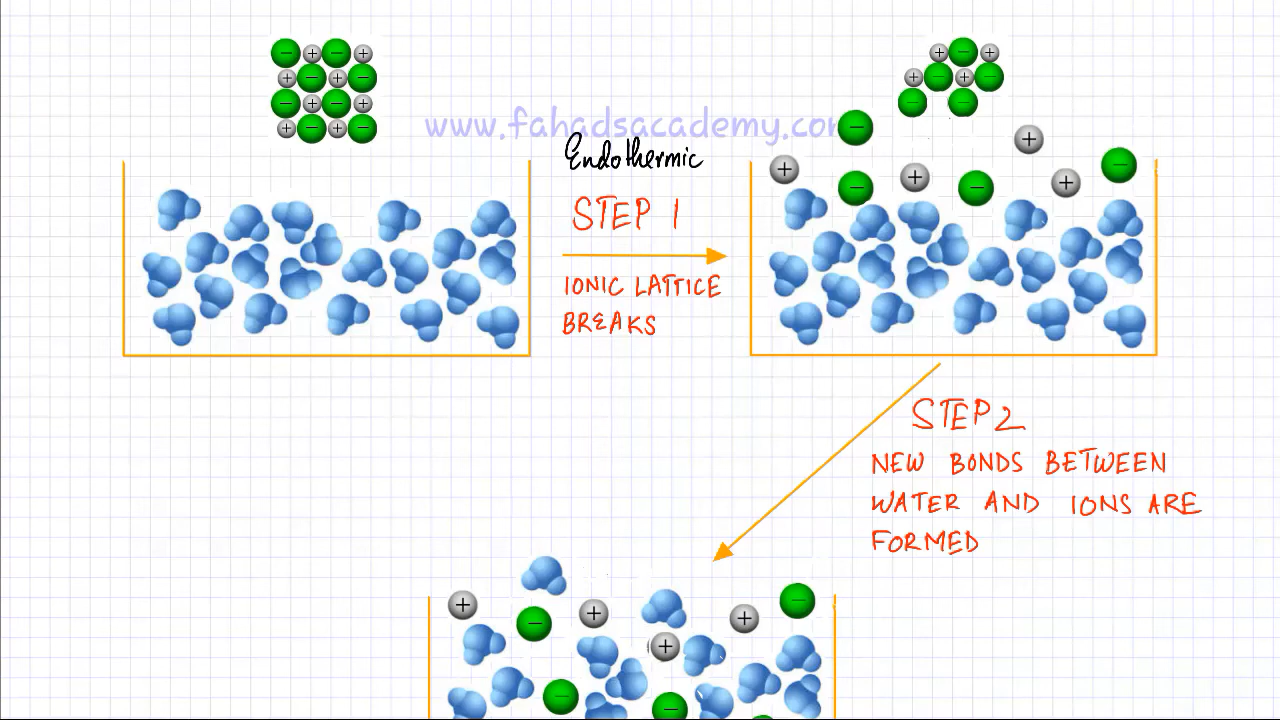 www.fahadsacademy.com
Endothermic
STEP 1
IONIC LATTICE
BREAKS
STEP 2
NEW BONDS BETWEEN
WATER AND IONS ARE
FORMED